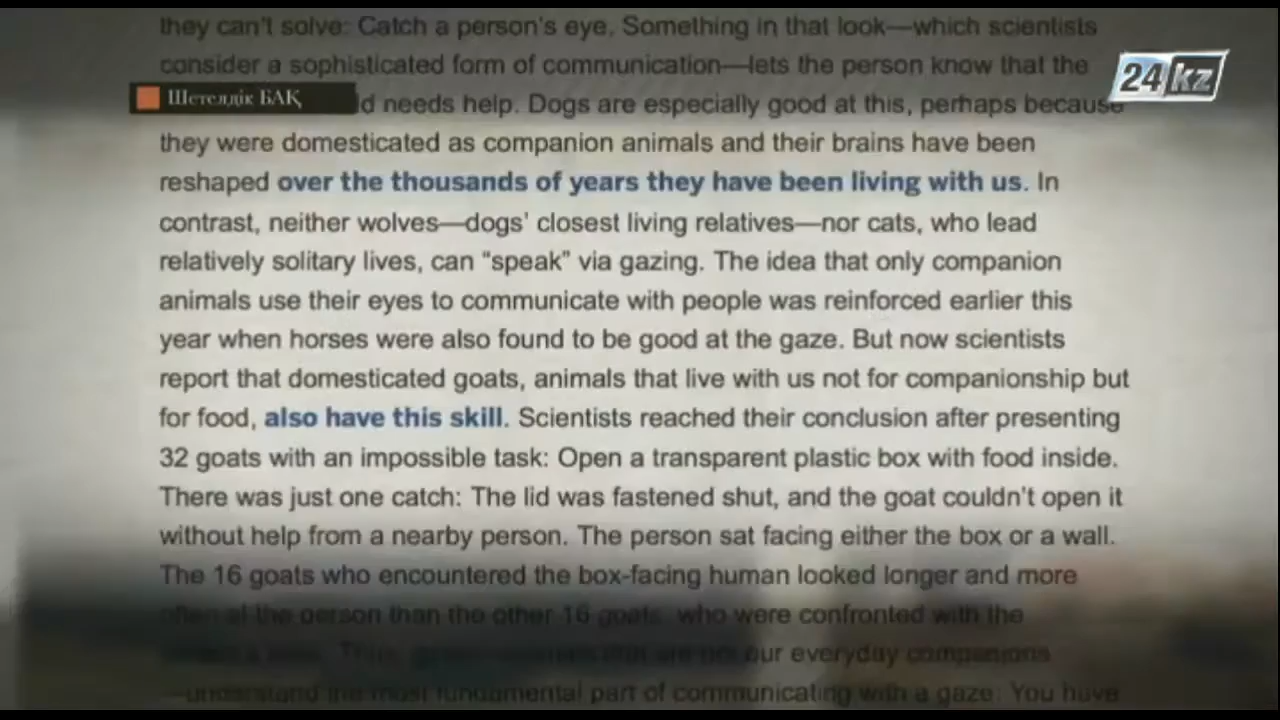 they can't solve: Catch a person's eye. Something in that look—which scientists
consider a sophisticated form of communication—lets the person know that the
24 kz
Шетелдік БАҚ
d needs help. Dogs are especially good at this, perhaps because
they were domesticated as companion animals and their brains have been
reshaped over the thousands of years they have been living with us. In
contrast, neither wolves—dogs' closest living relatives—nor cats, who lead
relatively solitary lives, can "speak" via gazing. The idea that only companion
animals use their eyes to communicate with people was reinforced earlier this
year when horses were also found to be good at the gaze. But now scientists
report that domesticated goats, animals that live with us not for companionship but
for food, also have this skill. Scientists reached their conclusion after presenting
32 goats with an impossible task: Open a transparent plastic box with food inside.
There was just one catch: The lid was fastened shut, and the goat couldn't open it
without help from a nearby person. The person sat facing either the box or a wall.
The 16 goats who encountered the box-facing human looked longer and more
often at the person than the other 16 goats, who were confronted with the
our everyday companions
—understand the most fundamental part of communicating with a gaze: You have